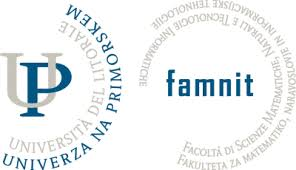 UP
UNIVERSITÀ DEL LITORALE
UNIVERZA NA PRIMORSKEM
famnit
FACOLTÀ DI SCIENZE MATEMATICHE, NATURALI E TECNOLOGIE INFORMATICHE
FAKULTETA ZA MATEMATIKO, NARAVOSLOVJE IN INFORMACIJSKE TEHNOLOGIJE